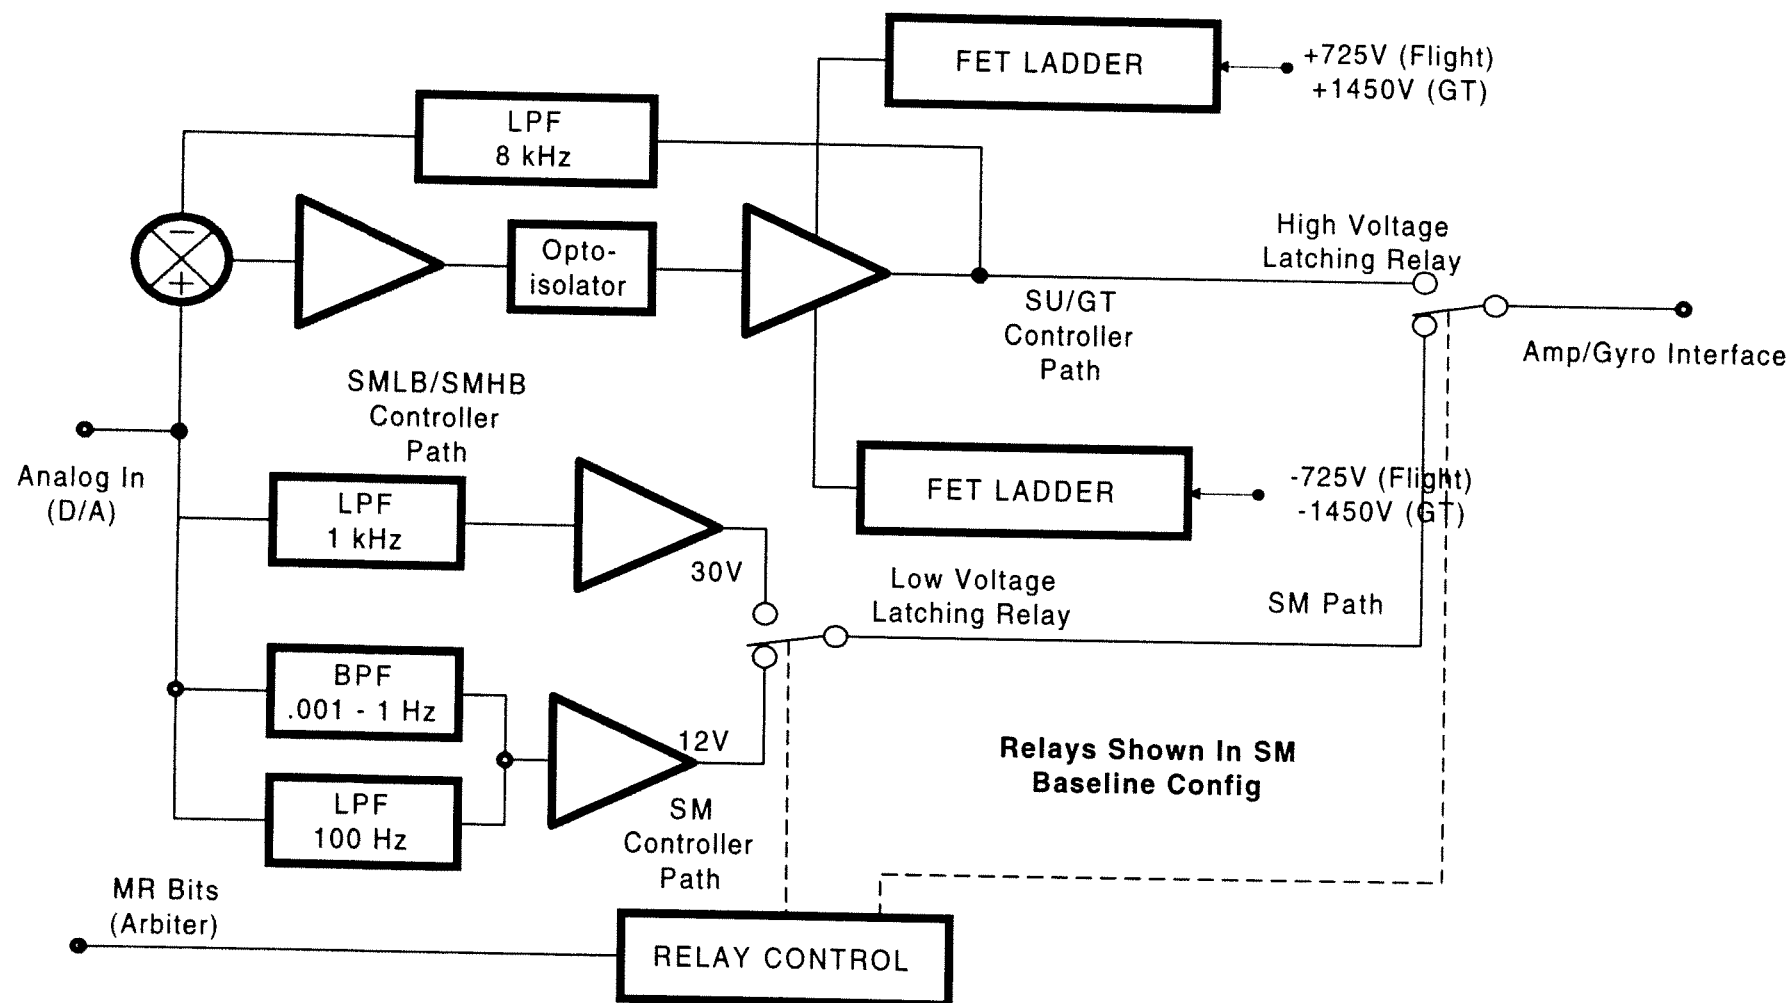 FET LADDER
+725V (Flight)
+1450V (GT)
LPF
8 kHz
−
+
Opto-
isolator
High Voltage
Latching Relay
SU/GT
Controller
Path
Amp/Gyro Interface
SMLB/SMHB
Controller
Path
Analog In
(D/A)
LPF
1 kHz
30V
FET LADDER
-725V (Flight)
-1450V (GT)
Low Voltage
Latching Relay
SM Path
BPF
.001 - 1 Hz
12V
LPF
100 Hz
SM
Controller
Path
Relays Shown In SM
Baseline Config
MR Bits
(Arbiter)
RELAY CONTROL